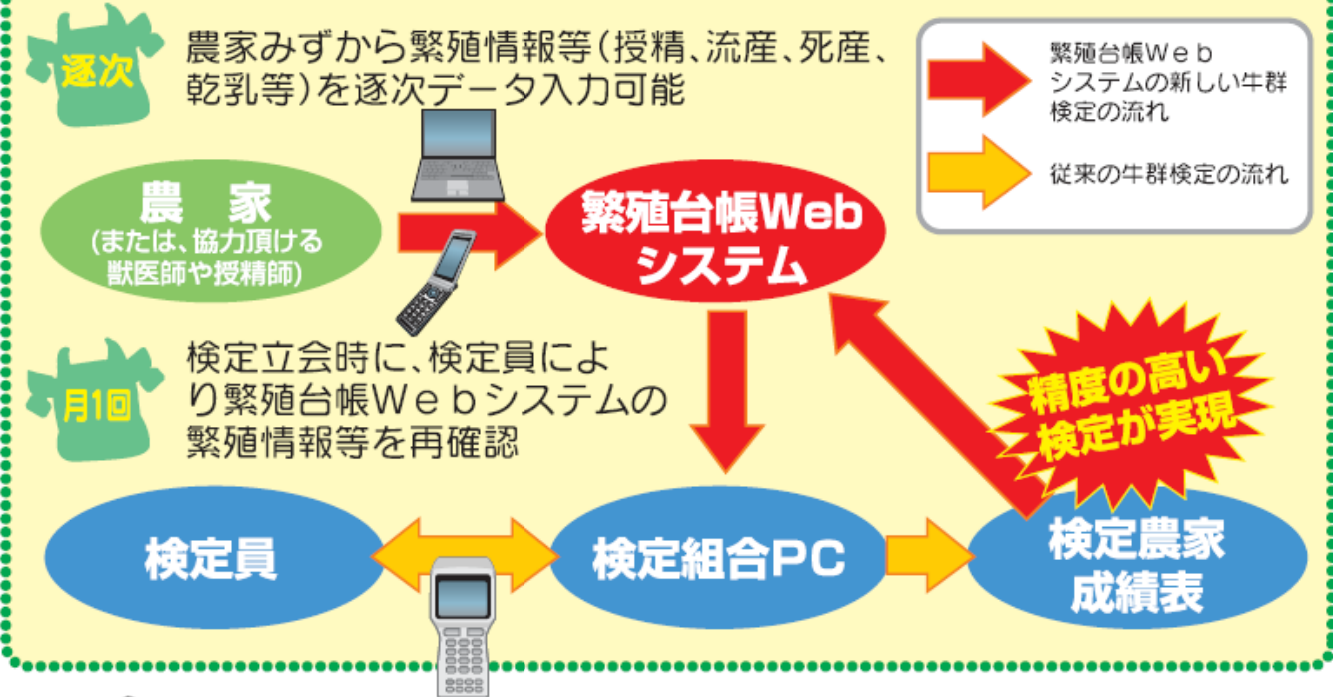 逐次
農家みずから繁殖情報等(授精、流産、死産、
乾乳等)を逐次データ入力可能
繁殖台帳Ｗｅｂ
システムの新しい牛群
検定の流れ
従来の牛群検定の流れ
農　家
(または、協力頂ける
獣医師や授精師)
繁殖台帳Web
システム
月1回
検定立会時に、検定員によ
り繁殖台帳Ｗｅｂシステムの
繁殖情報等を再確認
精度の高い
検定が実現
検定員
検定組合PC
検定農家
成績表